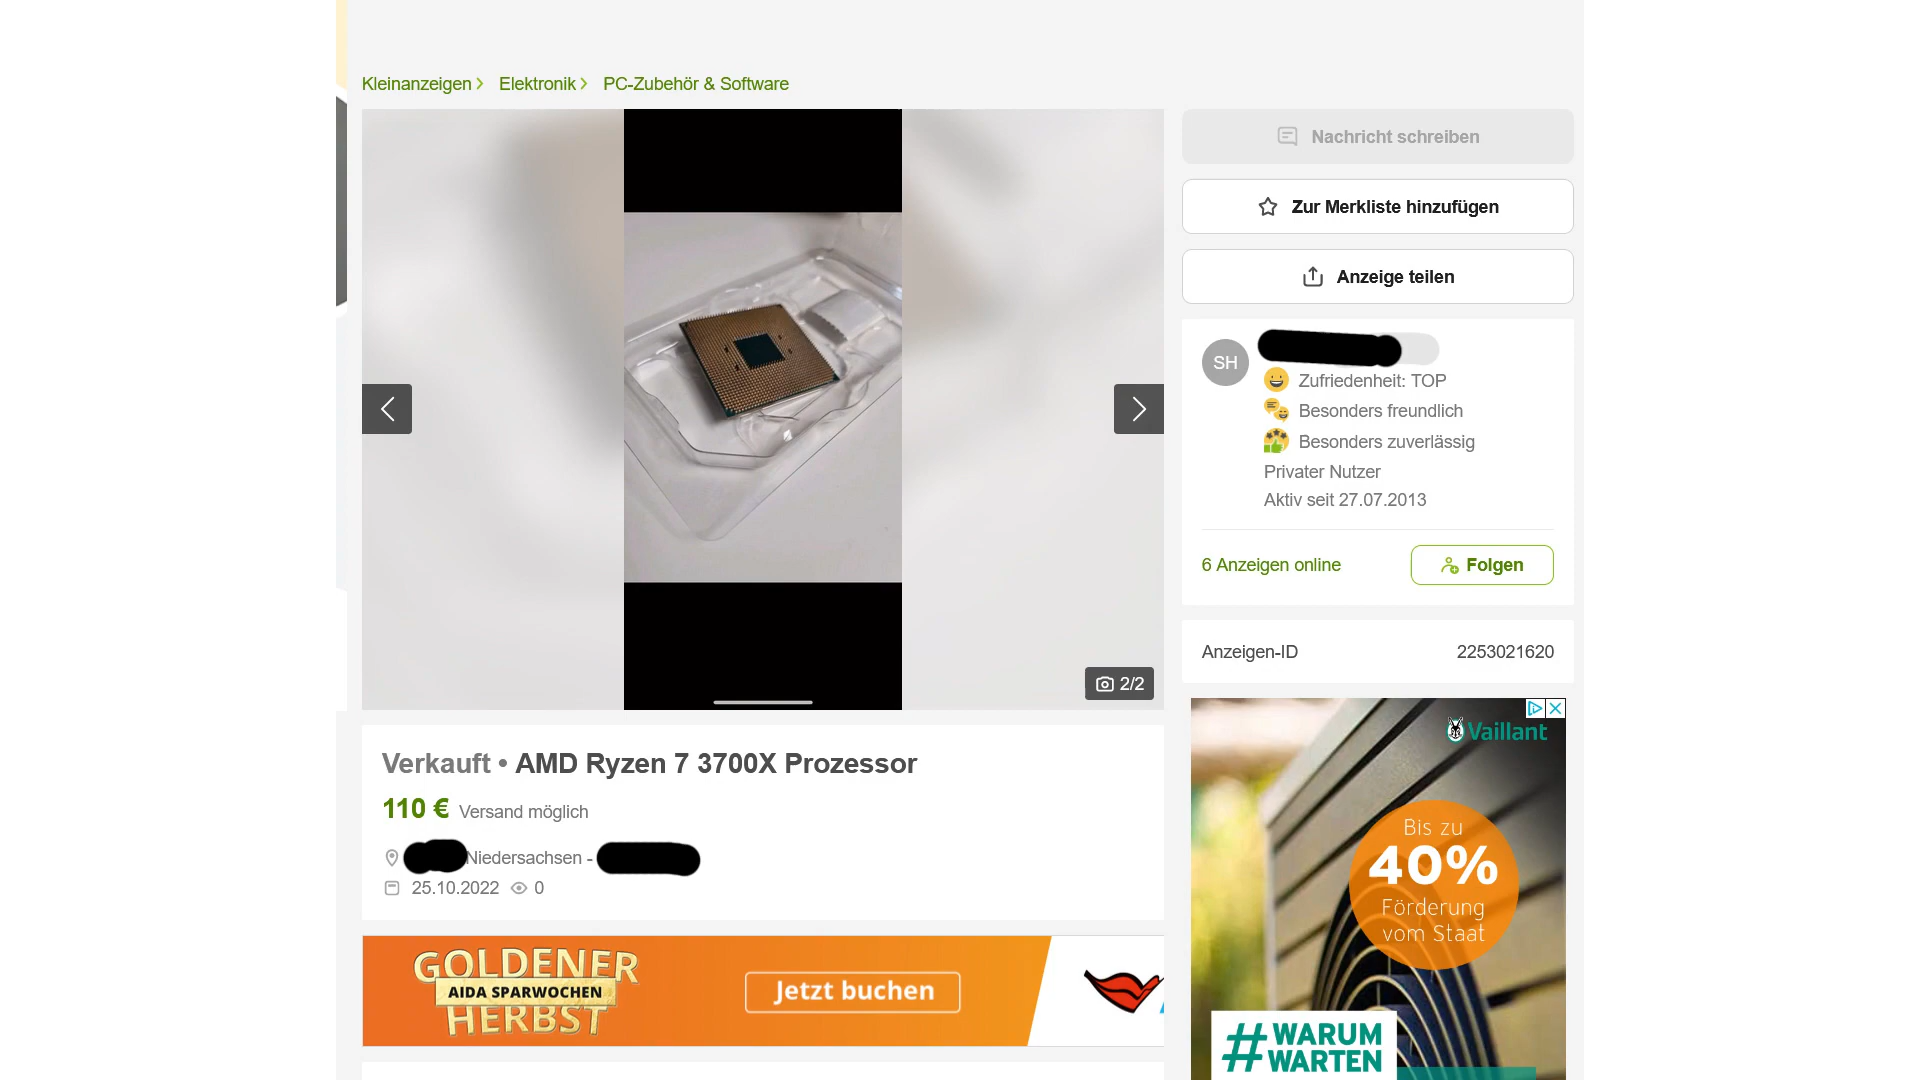 Kleinanzeigen
Elektronik
PC-Zubehör & Software
2/2
Nachricht schreiben
Zur Merkliste hinzufügen
Anzeige teilen
SH
Zufriedenheit: TOP
Besonders freundlich
Besonders zuverlässig
Privater Nutzer
Aktiv seit 27.07.2013
6 Anzeigen online
Folgen
Anzeigen-ID 2253021620
Verkauft • AMD Ryzen 7 3700X Prozessor
110 € Versand möglich
Niedersachsen -
25.10.2022 0
GOLDENER
AIDA SPARWOCHEN
HERBST
Jetzt buchen
Vaillant
Bis zu
40%
Förderung
vom Staat
#WARUM
WARTEN